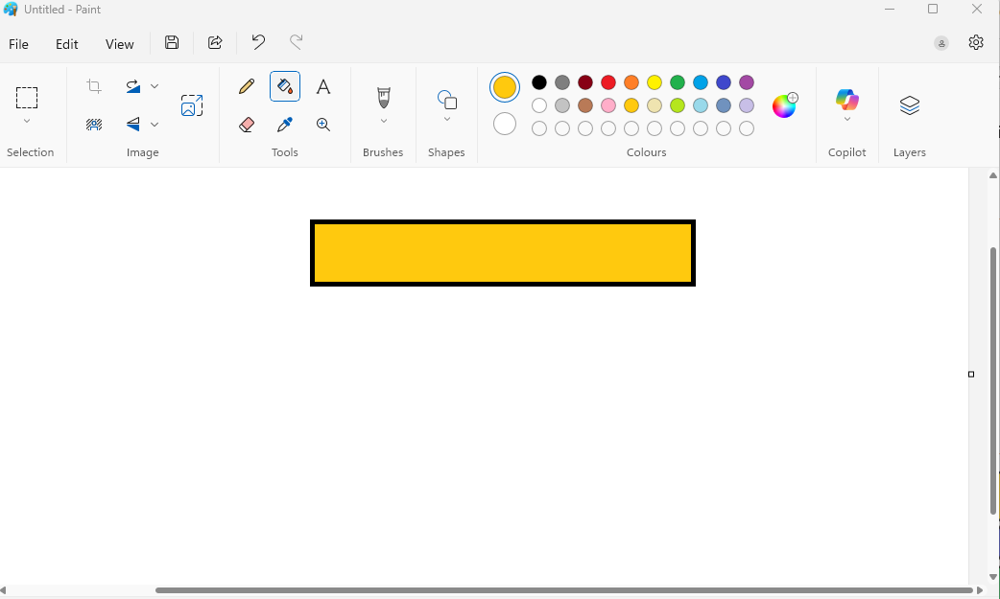 Untitled - Paint
File Edit View
Selection Image Tools Brushes Shapes Colours Copilot Layers